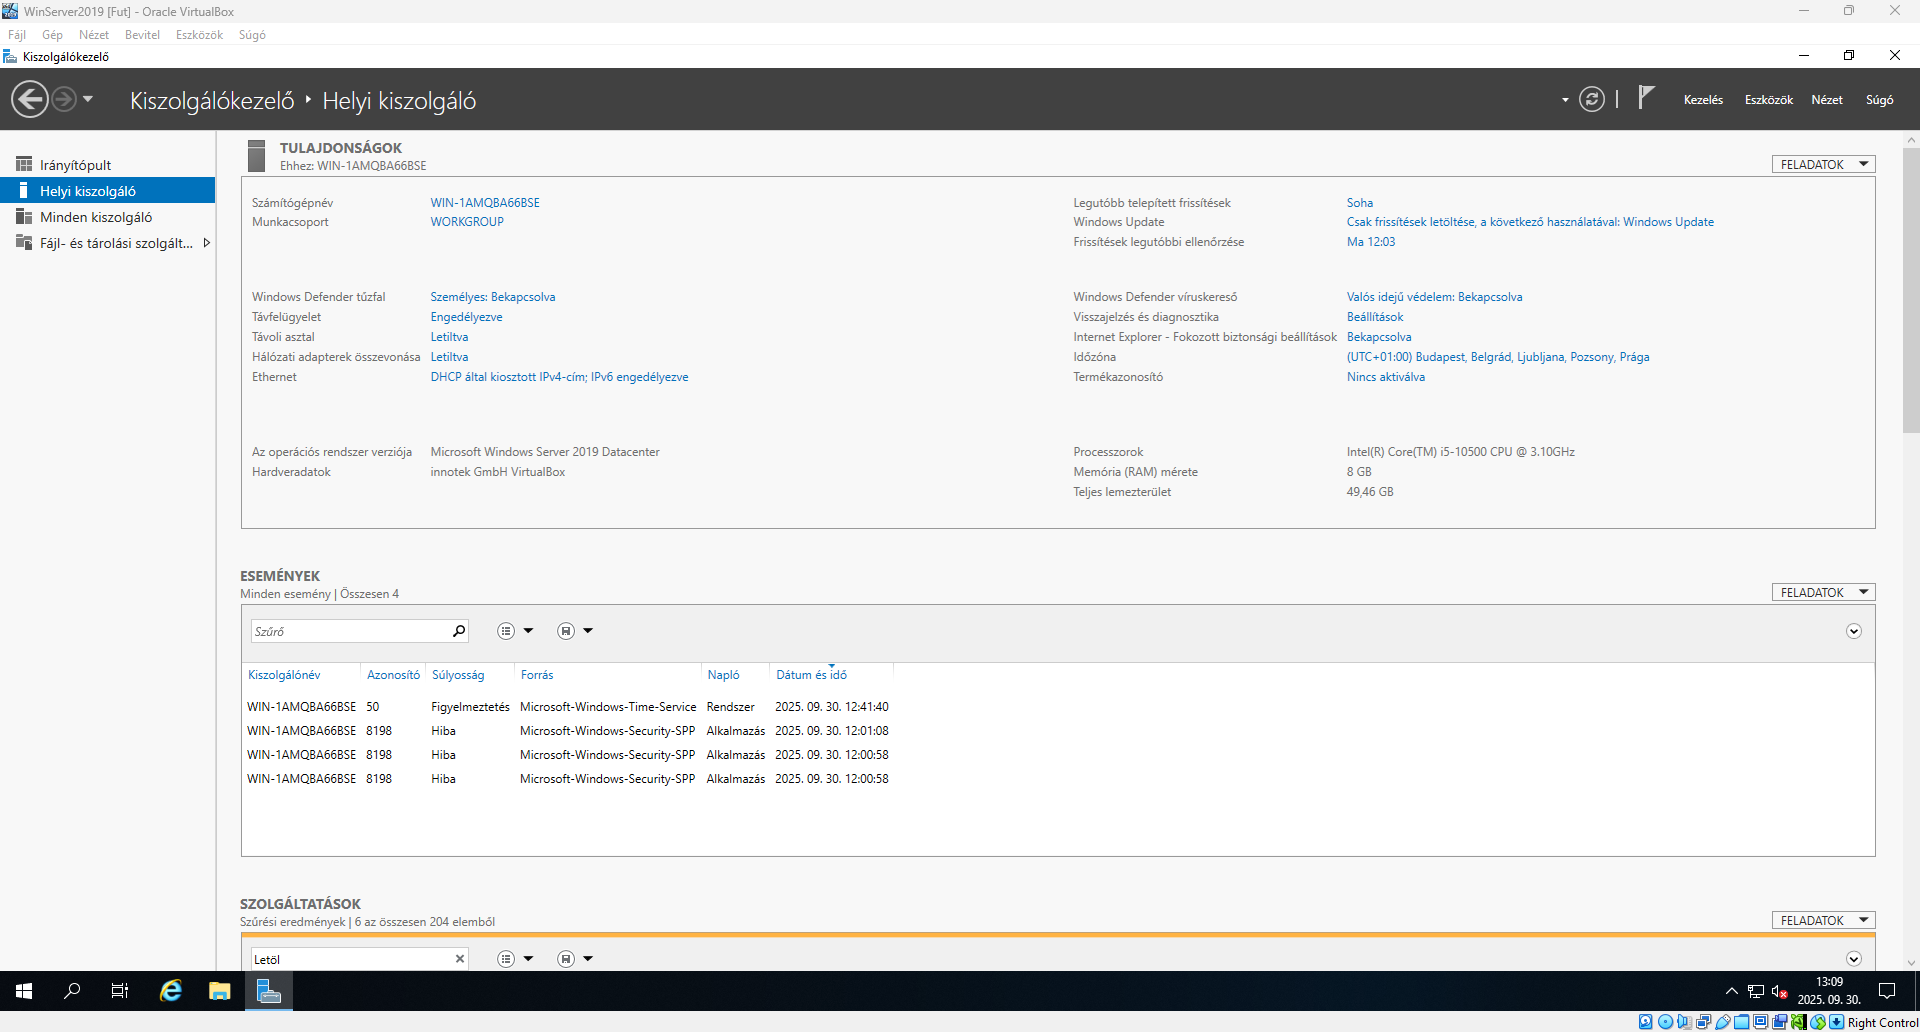 WinServer2019 [Fut] - Oracle VirtualBox
Fájl Gép Nézet Bevitel Eszközök Súgó
Kiszolgálókezelő
Kiszolgálókezelő Helyi kiszolgáló
Kezelés Eszközök Nézet Súgó
Irányítópult
Helyi kiszolgáló
Minden kiszolgáló
Fájl- és tárolási szolgált...
TULAJDONSÁGOK
Ehhez: WIN-1AMQBA66BSE
FELADATOK
Számítógépnév WIN-1AMQBA66BSE
Munkacsoport WORKGROUP
Legutóbb telepített frissítések Soha
Windows Update Csak frissítések letöltése, a következő használatával: Windows Update
Frissítések legutóbbi ellenőrzése Ma 12:03
Windows Defender tűzfal Személyes: Bekapcsolva
Távfelügyelet Engedélyezve
Távoli asztal Letiltva
Hálózati adapterek összevonása Letiltva
Ethernet DHCP által kiosztott IPv4-cím; IPv6 engedélyezve
Windows Defender víruskereső Valós idejű védelem: Bekapcsolva
Visszajelzés és diagnosztika Beállítások
Internet Explorer - Fokozott biztonsági beállítások Bekapcsolva
Időzóna (UTC+01:00) Budapest, Belgrád, Ljubljana, Pozsony, Prága
Termékazonosító Nincs aktiválva
Az operációs rendszer verziója Microsoft Windows Server 2019 Datacenter
Hardveradatok innotek GmbH VirtualBox
Processzorok Intel(R) Core(TM) i5-10500 CPU @ 3.10GHz
Memória (RAM) mérete 8 GB
Teljes lemezterület 49,46 GB
ESEMÉNYEK
Minden esemény | Összesen 4
FELADATOK
Szűrő
Kiszolgálónév Azonosító Súlyosság Forrás Napló Dátum és idő
WIN-1AMQBA66BSE 50 Figyelmeztetés Microsoft-Windows-Time-Service Rendszer 2025. 09. 30. 12:41:40
WIN-1AMQBA66BSE 8198 Hiba Microsoft-Windows-Security-SPP Alkalmazás 2025. 09. 30. 12:01:08
WIN-1AMQBA66BSE 8198 Hiba Microsoft-Windows-Security-SPP Alkalmazás 2025. 09. 30. 12:00:58
WIN-1AMQBA66BSE 8198 Hiba Microsoft-Windows-Security-SPP Alkalmazás 2025. 09. 30. 12:00:58
SZOLGÁLTATÁSOK
Szűrési eredmények | 6 az összesen 204 elemből
FELADATOK
Letöl
13:09
2025. 09. 30.
Right Control